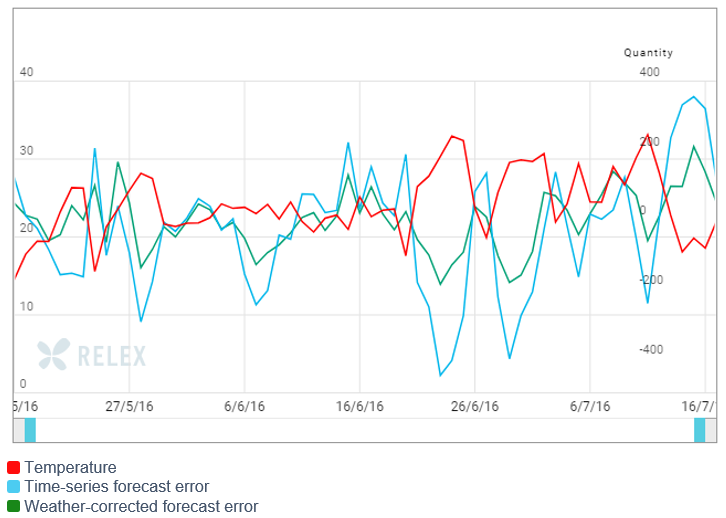 Quantity
40 400
30 200
20 0
10 -200
-400
0
RELEX
5/16 27/5/16 6/6/16 16/6/16 26/6/16 6/7/16 16/7/
Temperature
Time-series forecast error
Weather-corrected forecast error